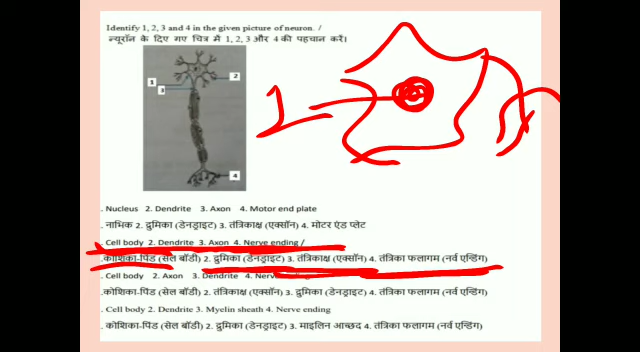 Identify 1, 2, 3 and 4 in the given picture of neuron. /
न्यूरॉन के दिए गए चित्र में 1, 2, 3 और 4 की पहचान करें।
1
2
3
4
1
. Nucleus 2. Dendrite 3. Axon 4. Motor end plate
. नाभिक 2. द्रुमिका (डेनड्राइट) 3. तंत्रिकाक्ष (एक्सॉन) 4. मोटर एंड प्लेट
. Cell body 2. Dendrite 3. Axon 4. Nerve ending /
. कोशिका-पिंड (सेल बॉडी) 2. द्रुमिका (डेनड्राइट) 3. तंत्रिकाक्ष (एक्सॉन) 4. तंत्रिका फलागम (नर्व एन्डिंग)
. Cell body 2. Axon 3. Dendrite 4.
. कोशिका-पिंड (सेल बॉडी) 2. तंत्रिकाक्ष (एक्सॉन) 3. द्रुमिका (डेनड्राइट) 4. तंत्रिका फलागम (नर्व एन्डिंग)
. Cell body 2. Dendrite 3. Myelin sheath 4. Nerve ending
. कोशिका-पिंड (सेल बॉडी) 2. द्रुमिका (डेनड्राइट) 3. माइलिन आच्छद 4. तंत्रिका फलागम (नर्व एन्डिंग)